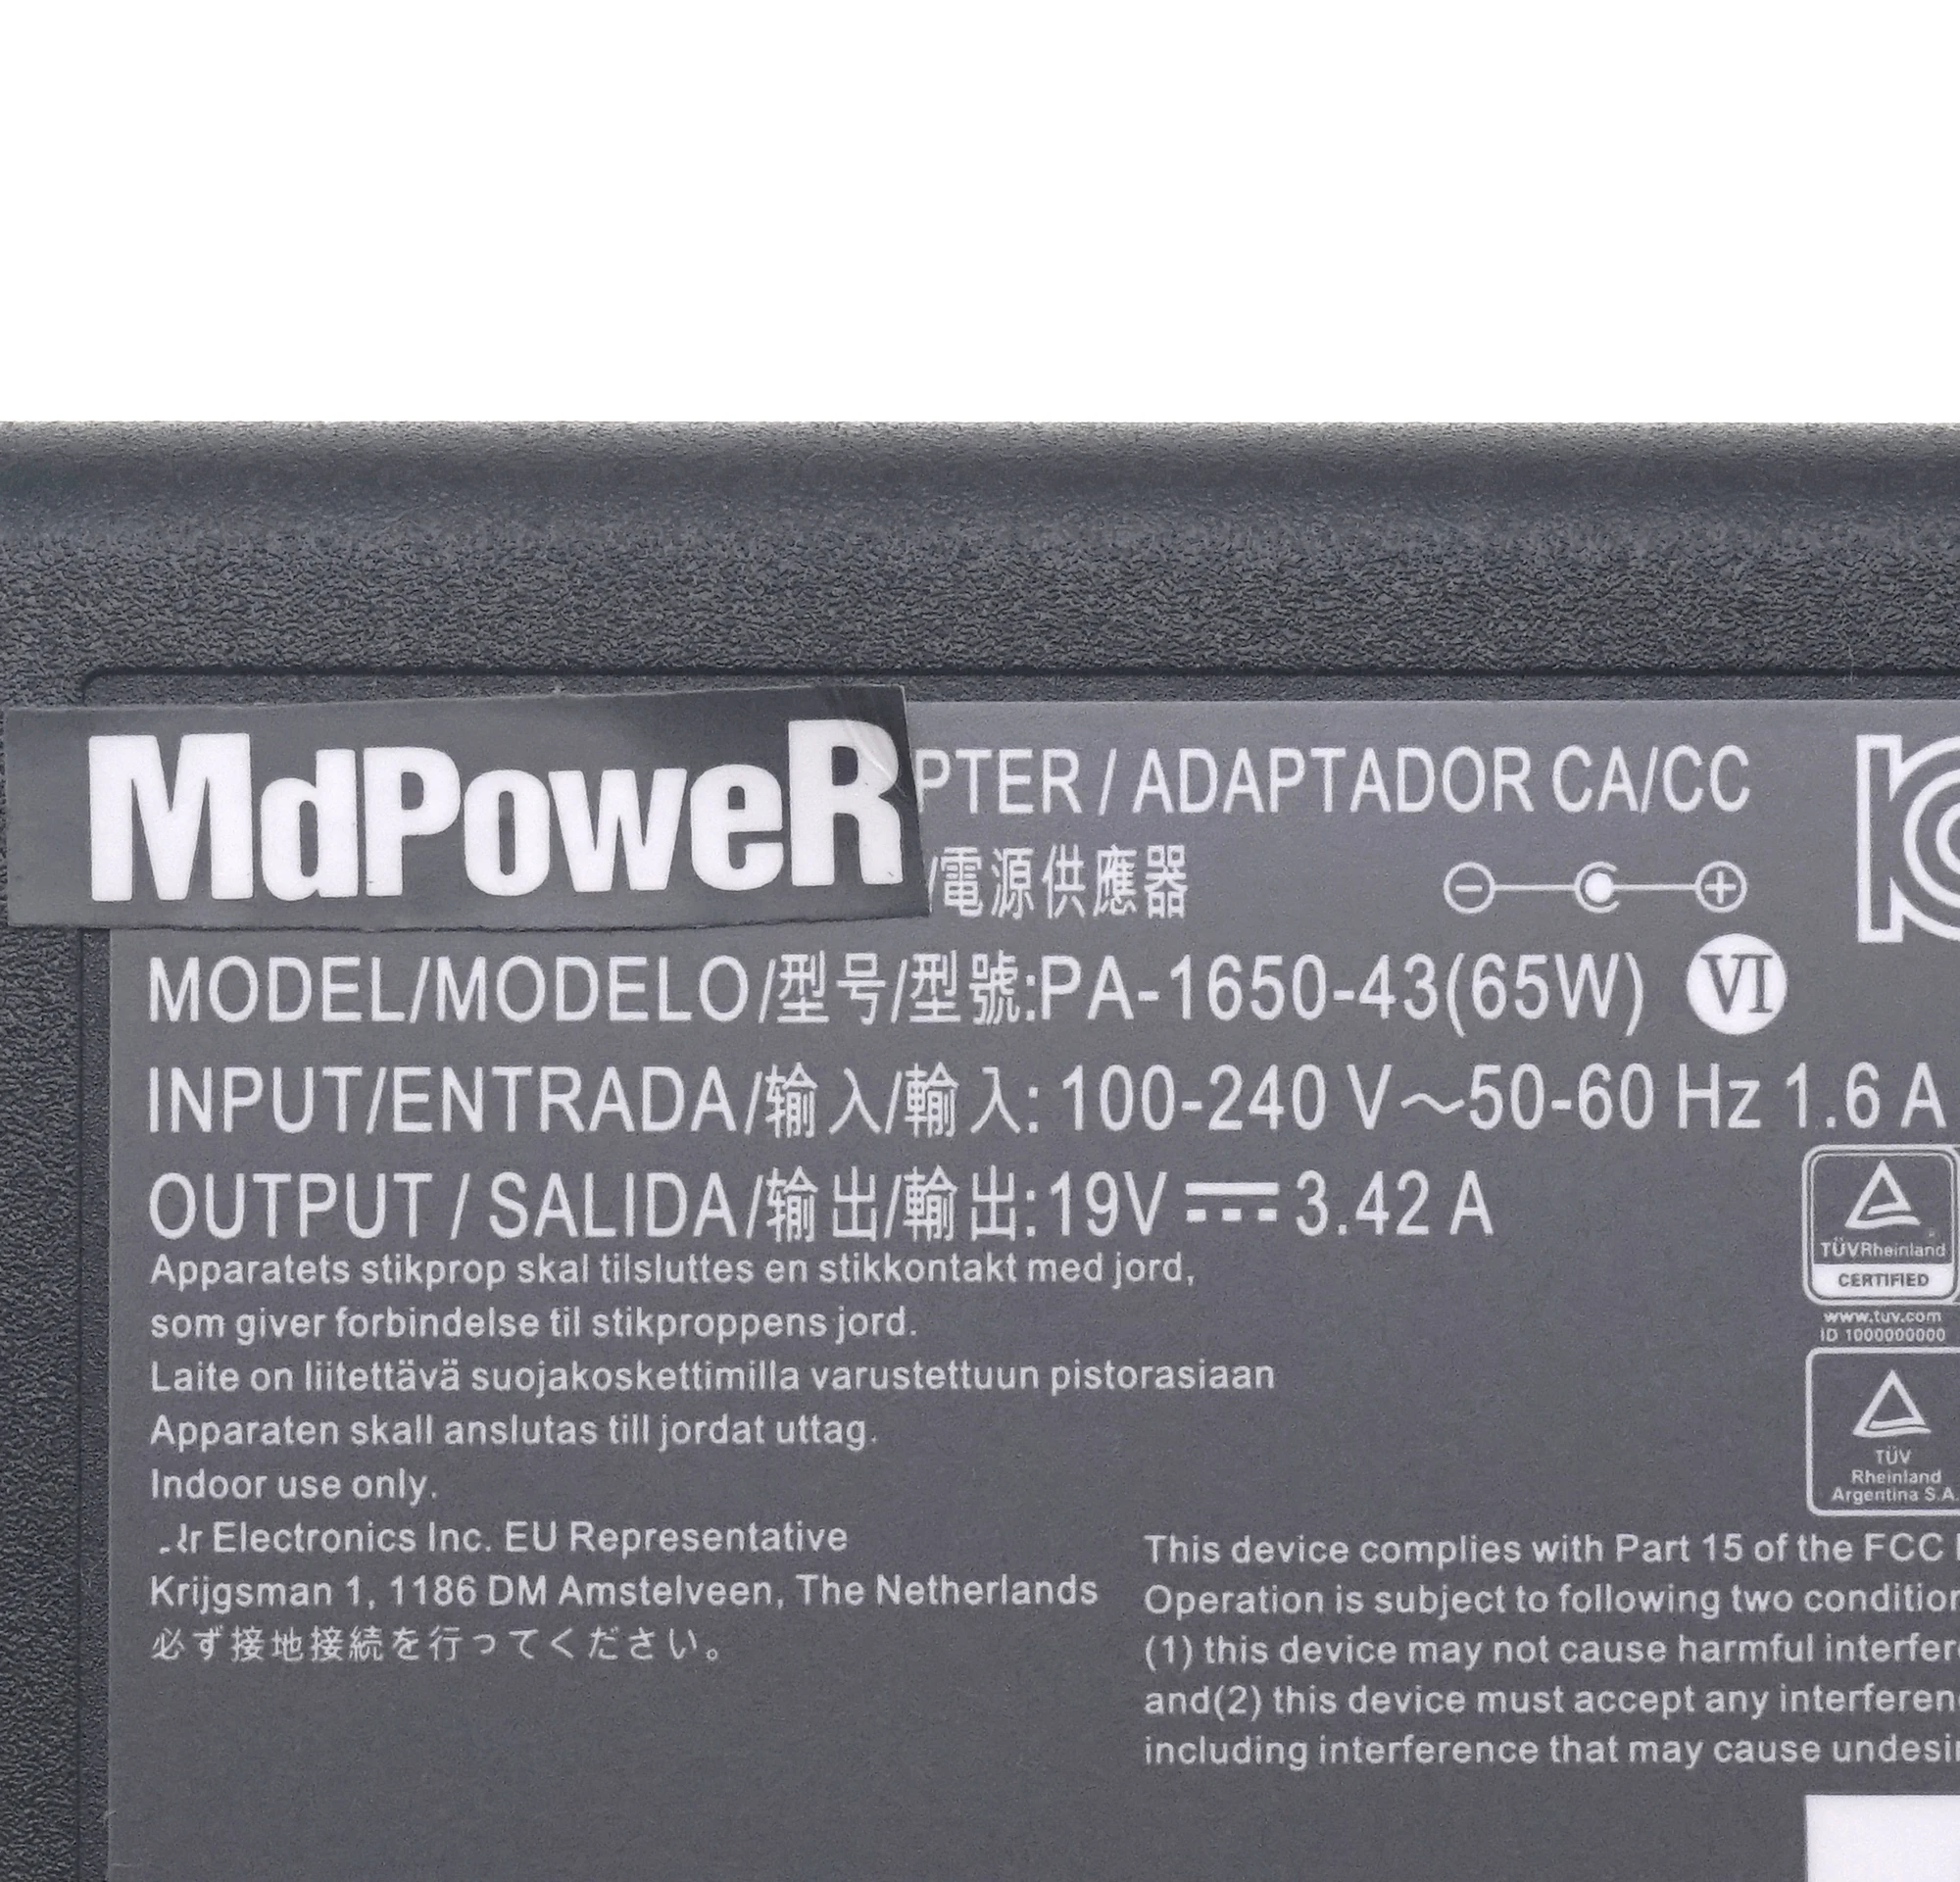 MdPoweR
PTER / ADAPTADOR CA/CC
/電源供應器
MODEL/MODELO/型号/型號:PA-1650-43(65W) VI
INPUT/ENTRADA/输入/輸入: 100-240 V～50-60 Hz 1.6 A
OUTPUT / SALIDA/输出/輸出:19V ⎓ 3.42 A
Apparatets stikprop skal tilsluttes en stikkontakt med jord,
som giver forbindelse til stikproppens jord.
Laite on liitettävä suojakoskettimilla varustettuun pistorasiaan
Apparaten skall anslutas till jordat uttag.
Indoor use only.
Electronics Inc. EU Representative
Krijgsman 1, 1186 DM Amstelveen, The Netherlands
必ず接地接続を行ってください。
TÜVRheinland
CERTIFIED
www.tuv.com
ID 1000000000
TÜV
Rheinland
Argentina S.A.
This device complies with Part 15 of the FCC
Operation is subject to following two condition
(1) this device may not cause harmful interfer
and(2) this device must accept any interferen
including interference that may cause undesi